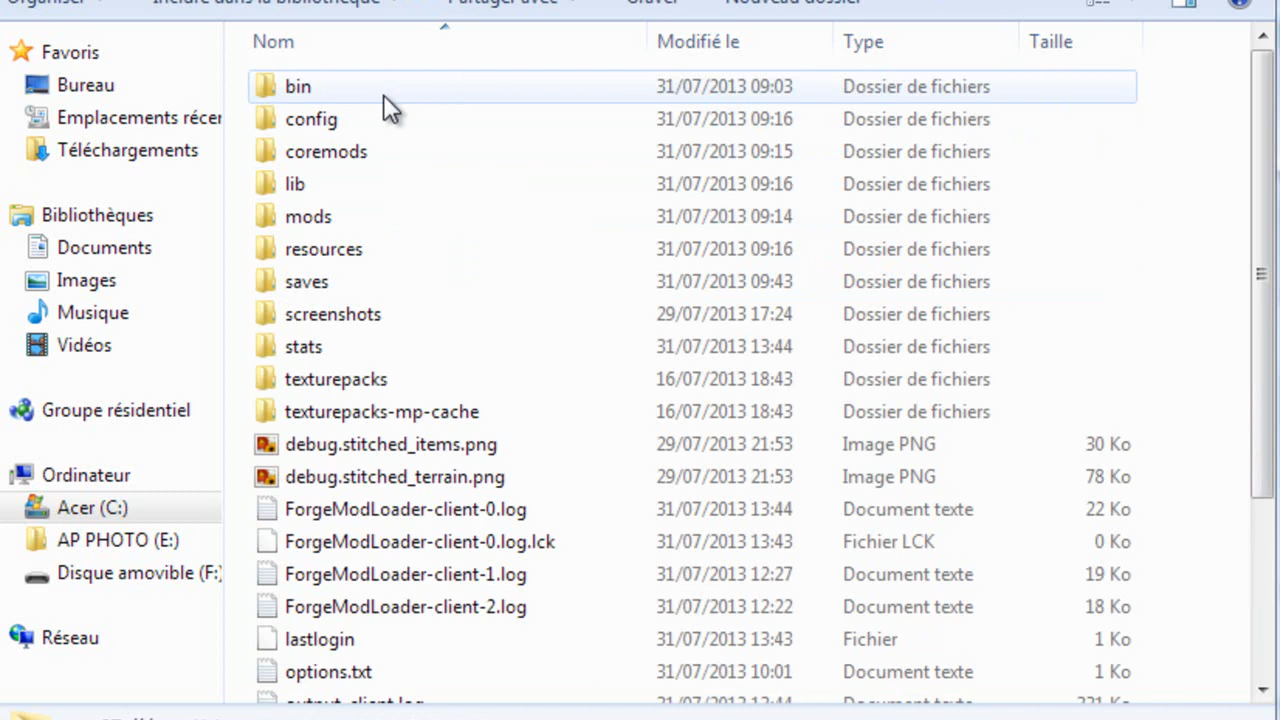 Organiser Inclure dans la bibliothèque Partager avec Graver Nouveau dossier
Nom Modifié le Type Taille
Favoris
Bureau
Emplacements récer
Téléchargements
Bibliothèques
Documents
Images
Musique
Vidéos
Groupe résidentiel
Ordinateur
Acer (C:)
AP PHOTO (E:)
Disque amovible (F:)
Réseau
bin 31/07/2013 09:03 Dossier de fichiers
config 31/07/2013 09:16 Dossier de fichiers
coremods 31/07/2013 09:15 Dossier de fichiers
lib 31/07/2013 09:16 Dossier de fichiers
mods 31/07/2013 09:14 Dossier de fichiers
resources 31/07/2013 09:16 Dossier de fichiers
saves 31/07/2013 09:43 Dossier de fichiers
screenshots 29/07/2013 17:24 Dossier de fichiers
stats 31/07/2013 13:44 Dossier de fichiers
texturepacks 16/07/2013 18:43 Dossier de fichiers
texturepacks-mp-cache 16/07/2013 18:43 Dossier de fichiers
debug.stitched_items.png 29/07/2013 21:53 Image PNG 30 Ko
debug.stitched_terrain.png 29/07/2013 21:53 Image PNG 78 Ko
ForgeModLoader-client-0.log 31/07/2013 13:44 Document texte 22 Ko
ForgeModLoader-client-0.log.lck 31/07/2013 13:43 Fichier LCK 0 Ko
ForgeModLoader-client-1.log 31/07/2013 12:27 Document texte 19 Ko
ForgeModLoader-client-2.log 31/07/2013 12:22 Document texte 18 Ko
lastlogin 31/07/2013 13:43 Fichier 1 Ko
options.txt 31/07/2013 10:01 Document texte 1 Ko